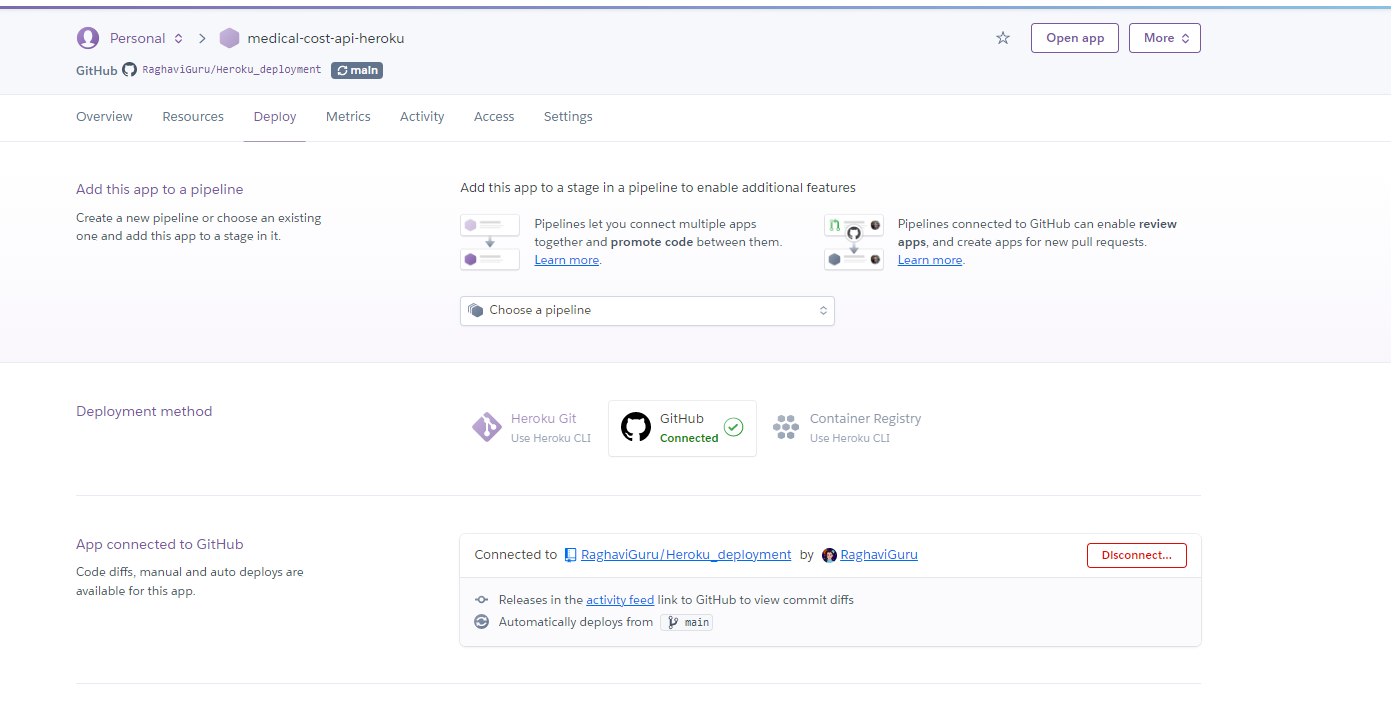 Personal medical-cost-api-heroku Open app More
GitHub RaghaviGuru/Heroku_deployment main
Overview Resources Deploy Metrics Activity Access Settings
Add this app to a pipeline
Create a new pipeline or choose an existing
one and add this app to a stage in it.
Add this app to a stage in a pipeline to enable additional features
Pipelines let you connect multiple apps
together and promote code between them.
Learn more.
Pipelines connected to GitHub can enable review
apps, and create apps for new pull requests.
Learn more.
Choose a pipeline
Deployment method
Heroku Git
Use Heroku CLI
GitHub
Connected
Container Registry
Use Heroku CLI
App connected to GitHub
Code diffs, manual and auto deploys are
available for this app.
Connected to RaghaviGuru/Heroku_deployment by RaghaviGuru Disconnect...
Releases in the activity feed link to GitHub to view commit diffs
Automatically deploys from main